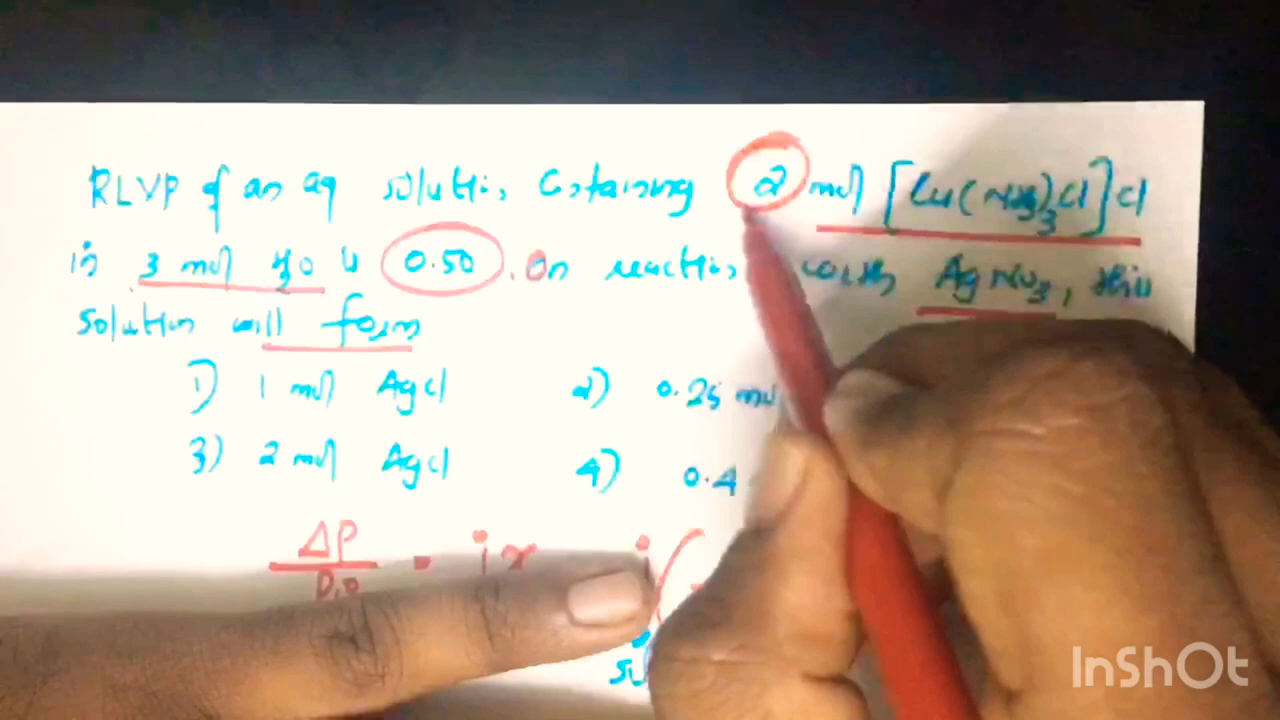 RLVP of an aq solution Containing 2 mol [Cu(NH3)3Cl]Cl
in 3 mol H2O is 0.50. On reaction with AgNO3, this
solution will form
1) 1 mol AgCl 2) 0.25 mol
3) 2 mol AgCl 4) 0.4
ΔP = i x i (
InShOt